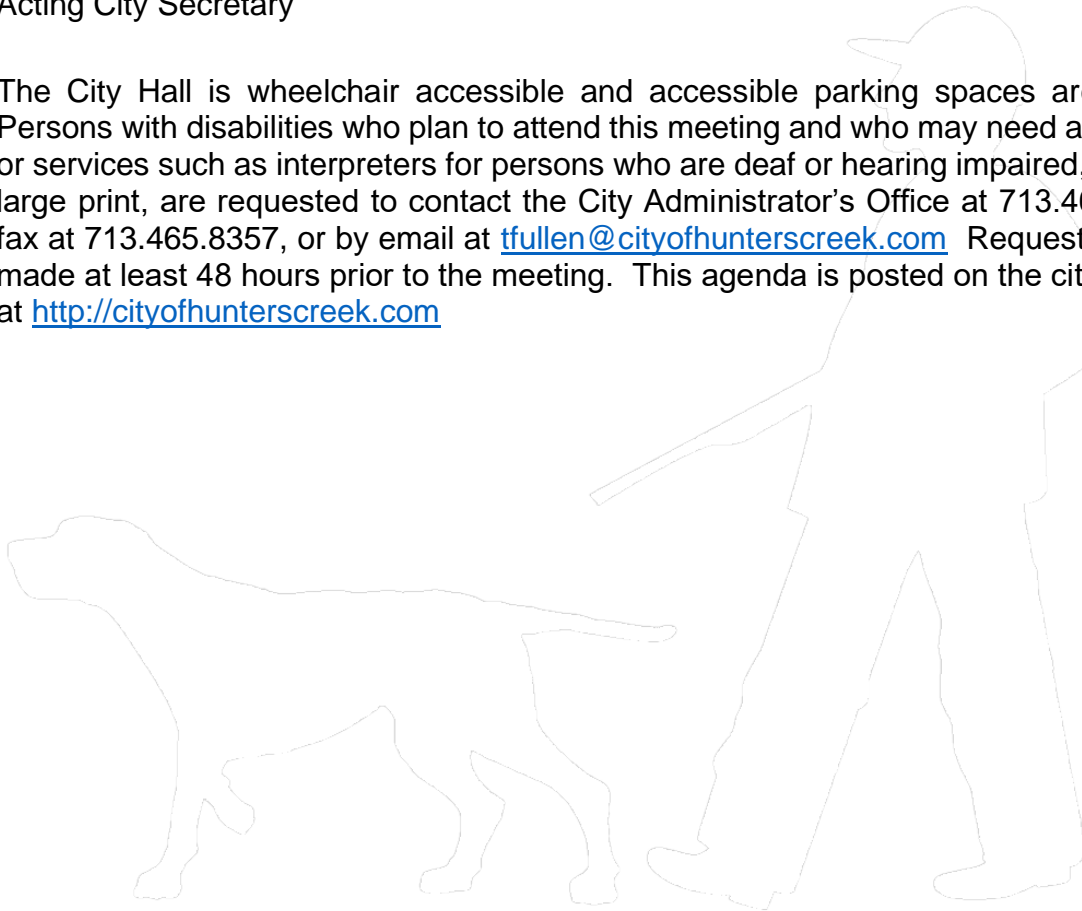 Acting City Secretary
The City Hall is wheelchair accessible and accessible parking spaces
Persons with disabilities who plan to attend this meeting and who may need
or services such as interpreters for persons who are deaf or hearing impaired,
large print, are requested to contact the City Administrator’s Office at 713.4
fax at 713.465.8357, or by email at tfullen@cityofhunterscreek.com Request
made at least 48 hours prior to the meeting. This agenda is posted on the cit
at http://cityofhunterscreek.com